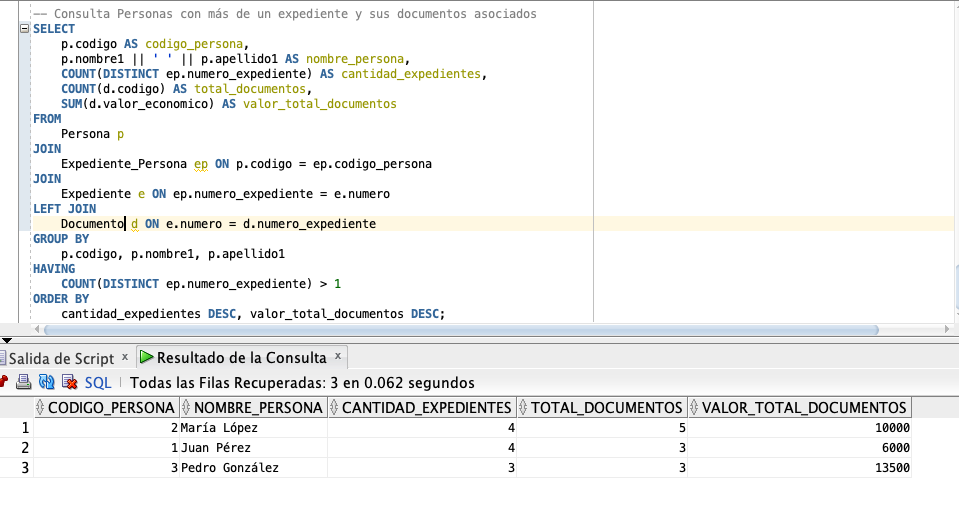 -- Consulta Personas con más de un expediente y sus documentos asociados
SELECT
p.codigo AS codigo_persona,
p.nombre1 || ' ' || p.apellido1 AS nombre_persona,
COUNT(DISTINCT ep.numero_expediente) AS cantidad_expedientes,
COUNT(d.codigo) AS total_documentos,
SUM(d.valor_economico) AS valor_total_documentos
FROM
Persona p
JOIN
Expediente_Persona ep ON p.codigo = ep.codigo_persona
JOIN
Expediente e ON ep.numero_expediente = e.numero
LEFT JOIN
Documento d ON e.numero = d.numero_expediente
GROUP BY
p.codigo, p.nombre1, p.apellido1
HAVING
COUNT(DISTINCT ep.numero_expediente) > 1
ORDER BY
cantidad_expedientes DESC, valor_total_documentos DESC;
Salida de Script x Resultado de la Consulta x
SQL | Todas las Filas Recuperadas: 3 en 0.062 segundos
CODIGO_PERSONA NOMBRE_PERSONA CANTIDAD_EXPEDIENTES TOTAL_DOCUMENTOS VALOR_TOTAL_DOCUMENTOS
1 2 María López 4 5 10000
2 1 Juan Pérez 4 3 6000
3 3 Pedro González 3 3 13500